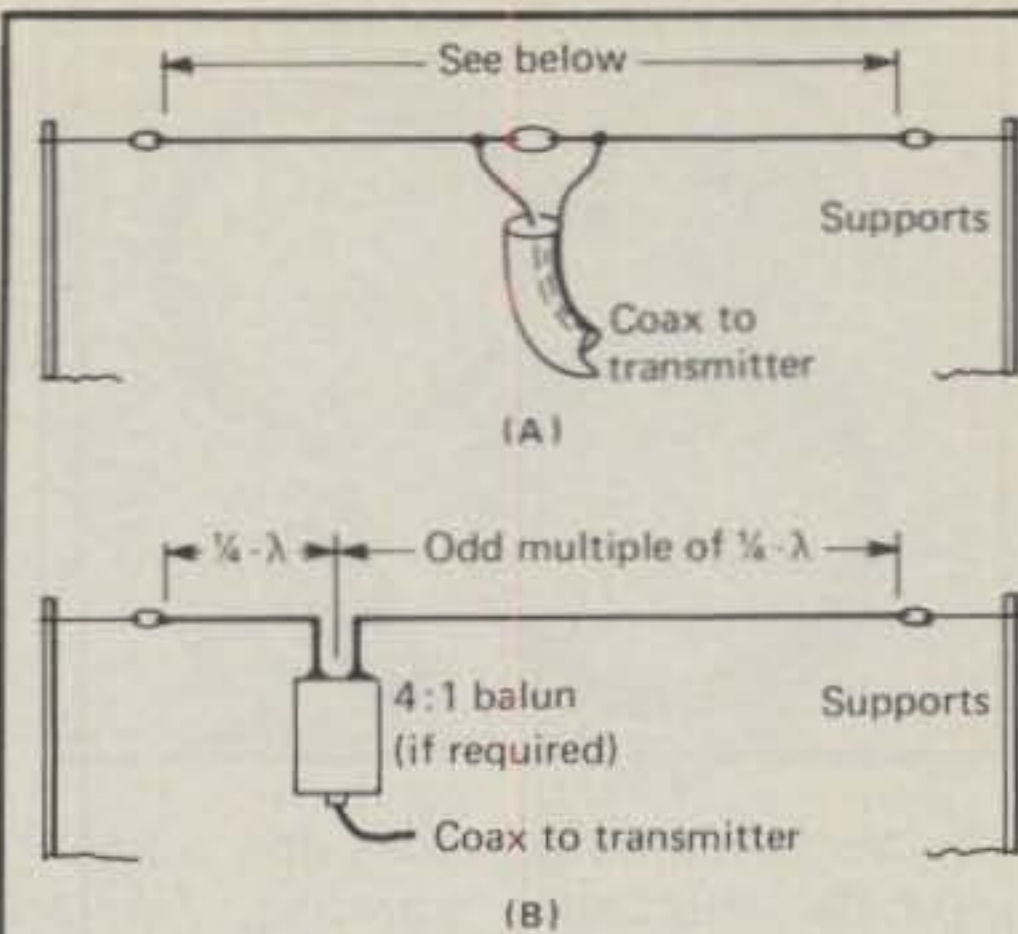 See below
Supports
Coax to
transmitter
(A)
¼ · λ
Odd multiple of ¼ · λ
4:1 balun
(if required)
Supports
Coax to transmitter
(B)